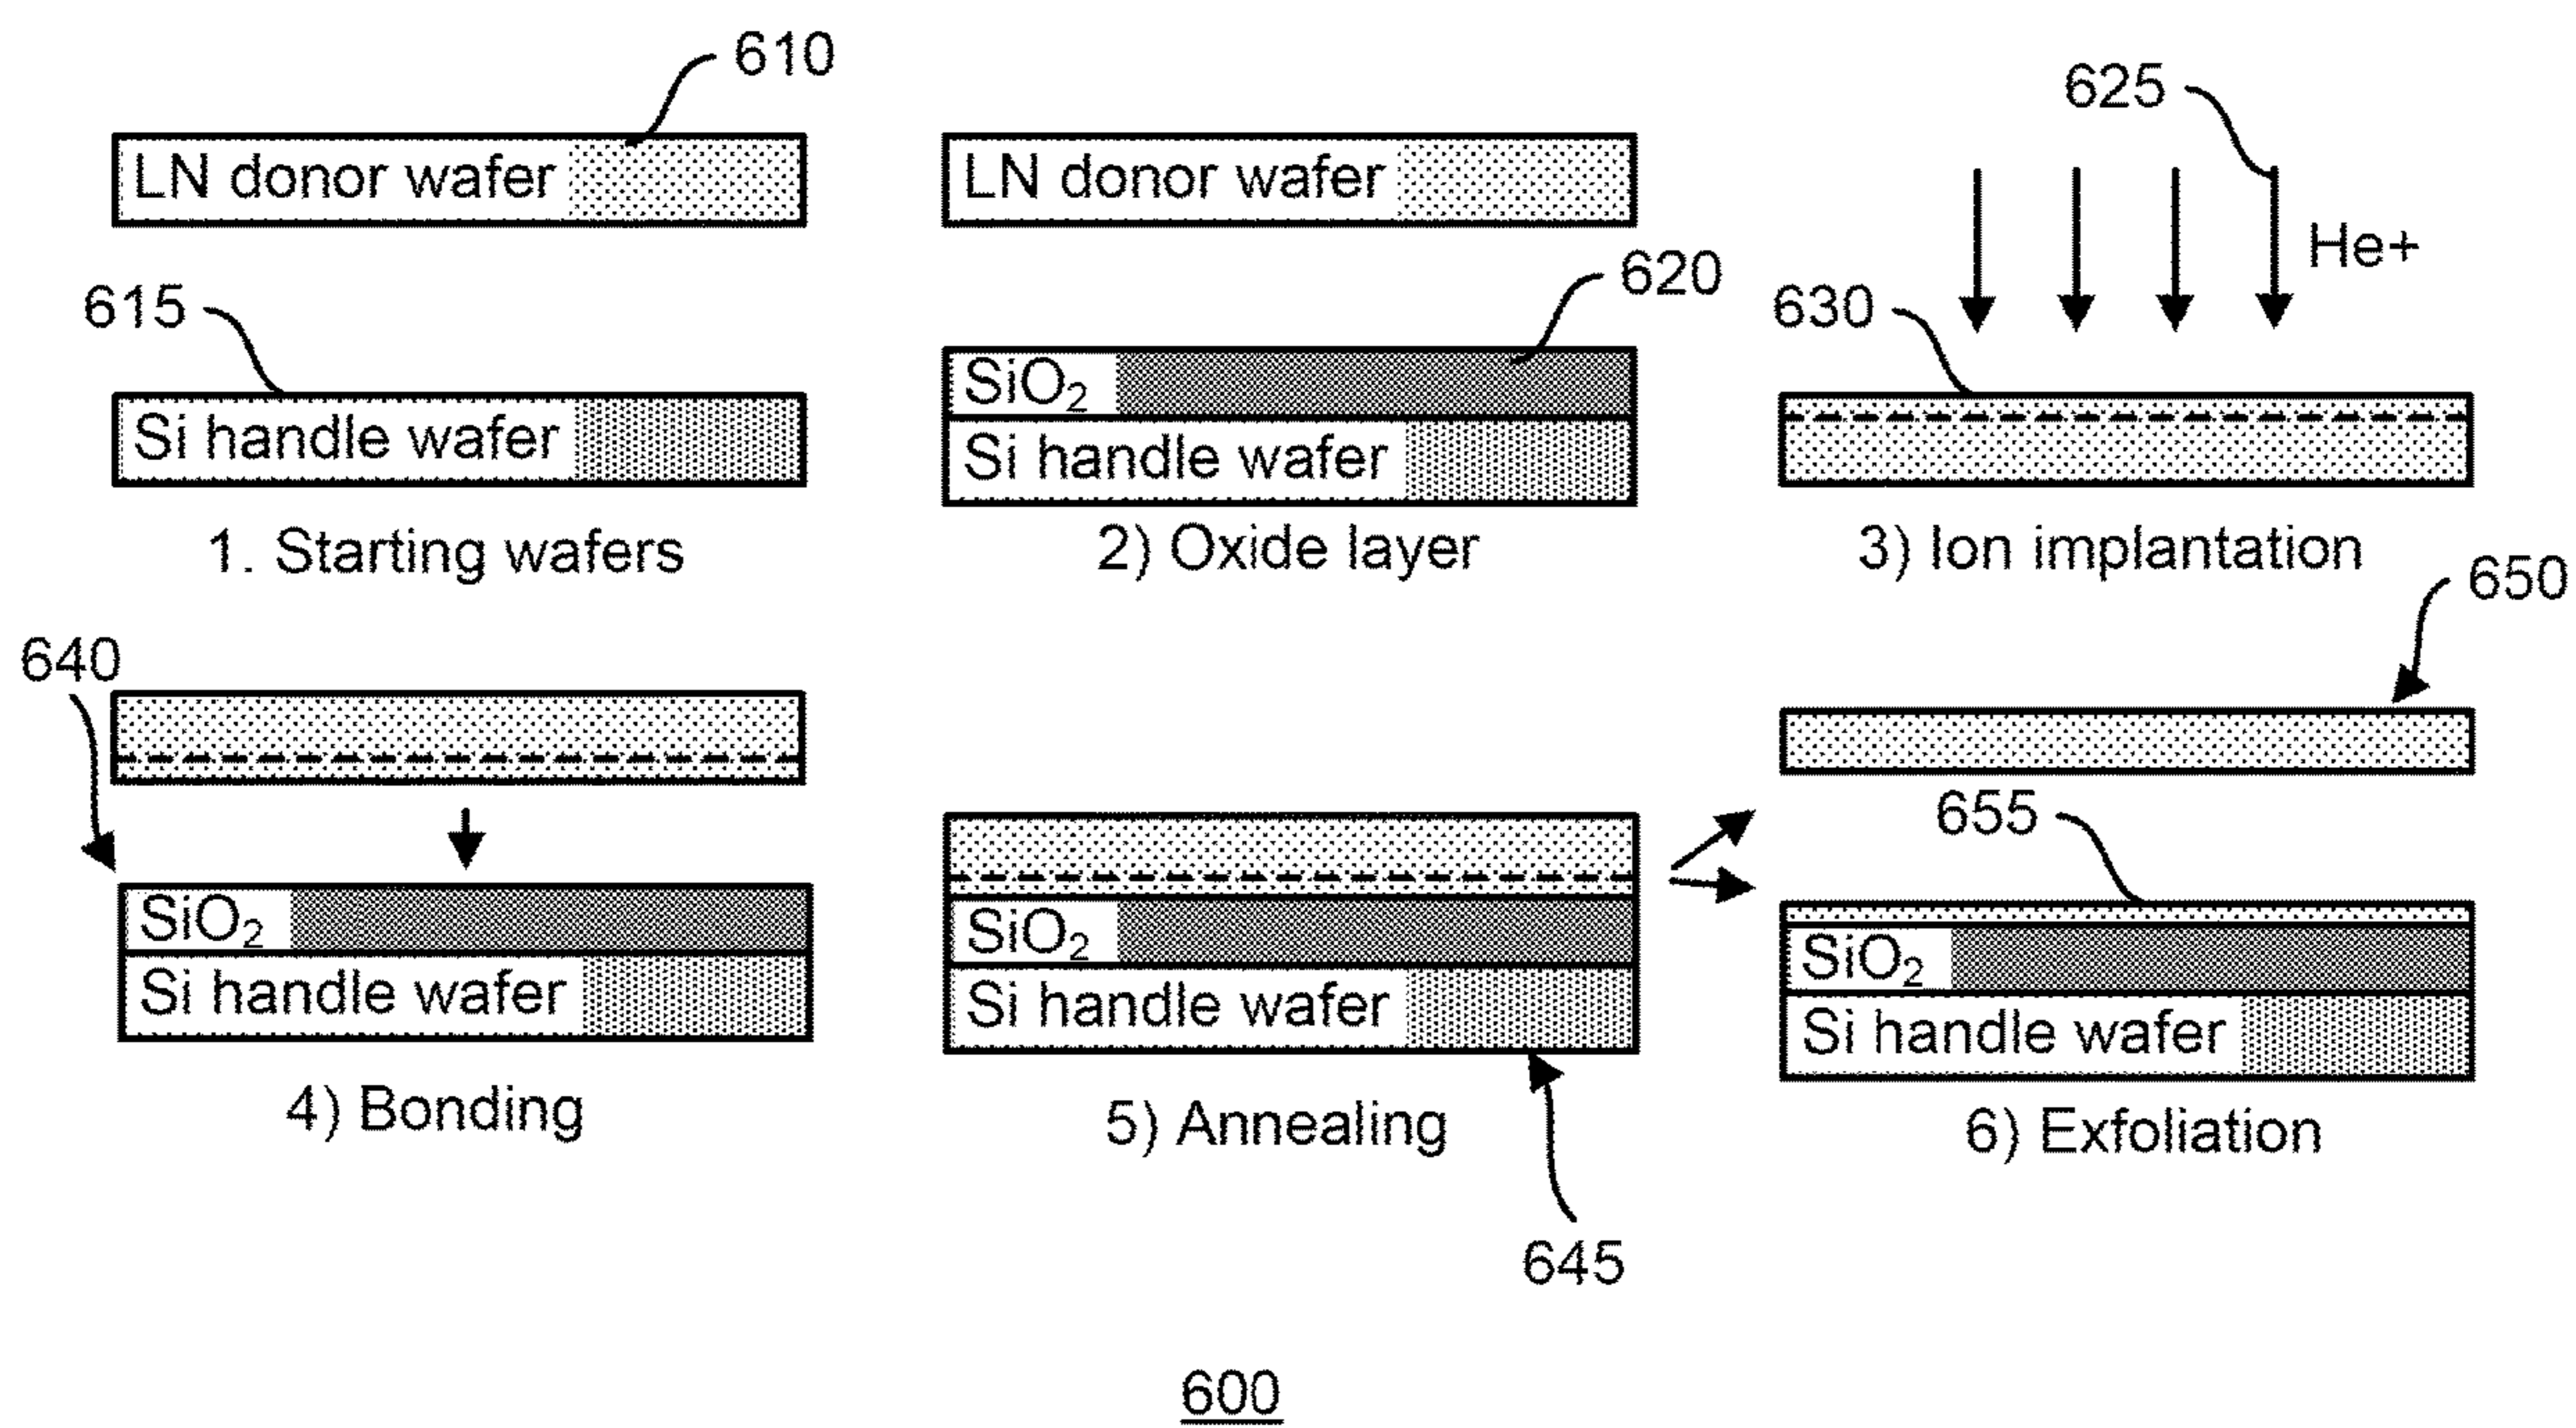 610
LN donor wafer
615
Si handle wafer
1. Starting wafers
LN donor wafer
620
SiO₂
Si handle wafer
2) Oxide layer
625
He+
630
3) Ion implantation
640
SiO₂
Si handle wafer
4) Bonding
SiO₂
Si handle wafer
5) Annealing
645
650
655
SiO₂
Si handle wafer
6) Exfoliation
600